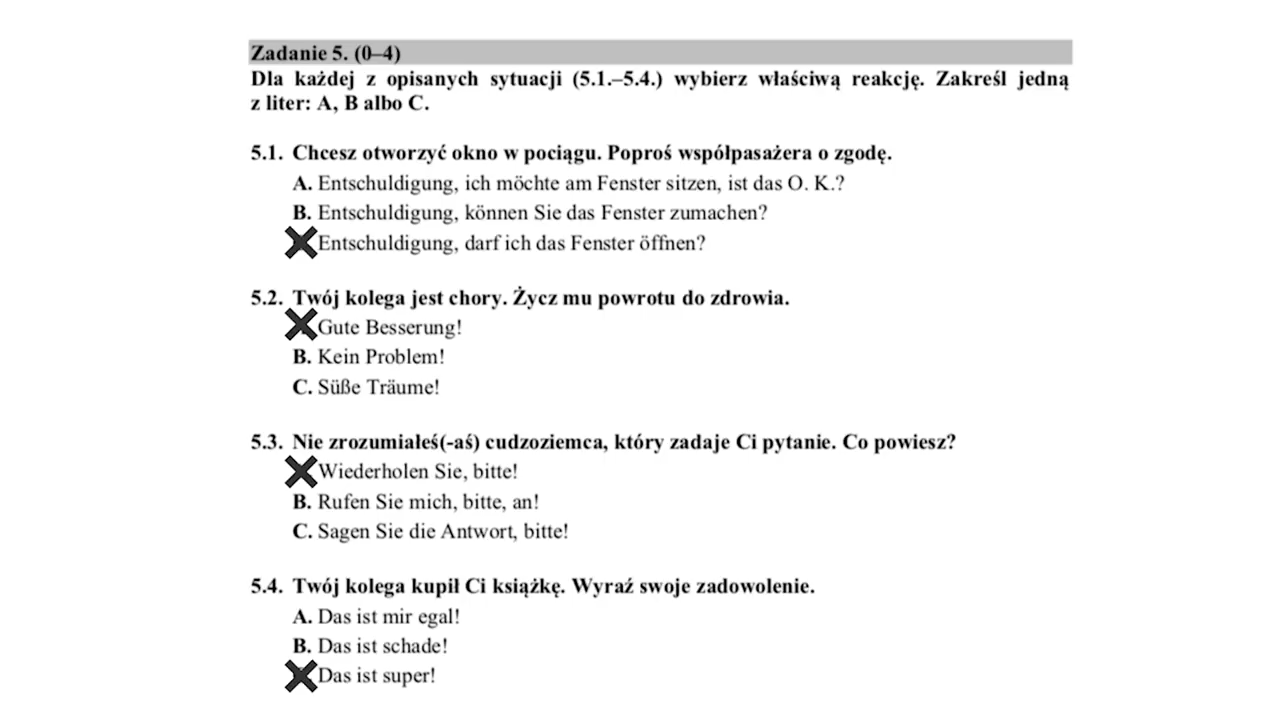 Zadanie 5. (0–4)
Dla każdej z opisanych sytuacji (5.1.–5.4.) wybierz właściwą reakcję. Zakreśl jedną
z liter: A, B albo C.
5.1. Chcesz otworzyć okno w pociągu. Poproś współpasażera o zgodę.
A. Entschuldigung, ich möchte am Fenster sitzen, ist das O. K.?
B. Entschuldigung, können Sie das Fenster zumachen?
Entschuldigung, darf ich das Fenster öffnen?
5.2. Twój kolega jest chory. Życz mu powrotu do zdrowia.
Gute Besserung!
B. Kein Problem!
C. Süße Träume!
5.3. Nie zrozumiałeś(-aś) cudzoziemca, który zadaje Ci pytanie. Co powiesz?
Wiederholen Sie, bitte!
B. Rufen Sie mich, bitte, an!
C. Sagen Sie die Antwort, bitte!
5.4. Twój kolega kupił Ci książkę. Wyraź swoje zadowolenie.
A. Das ist mir egal!
B. Das ist schade!
Das ist super!